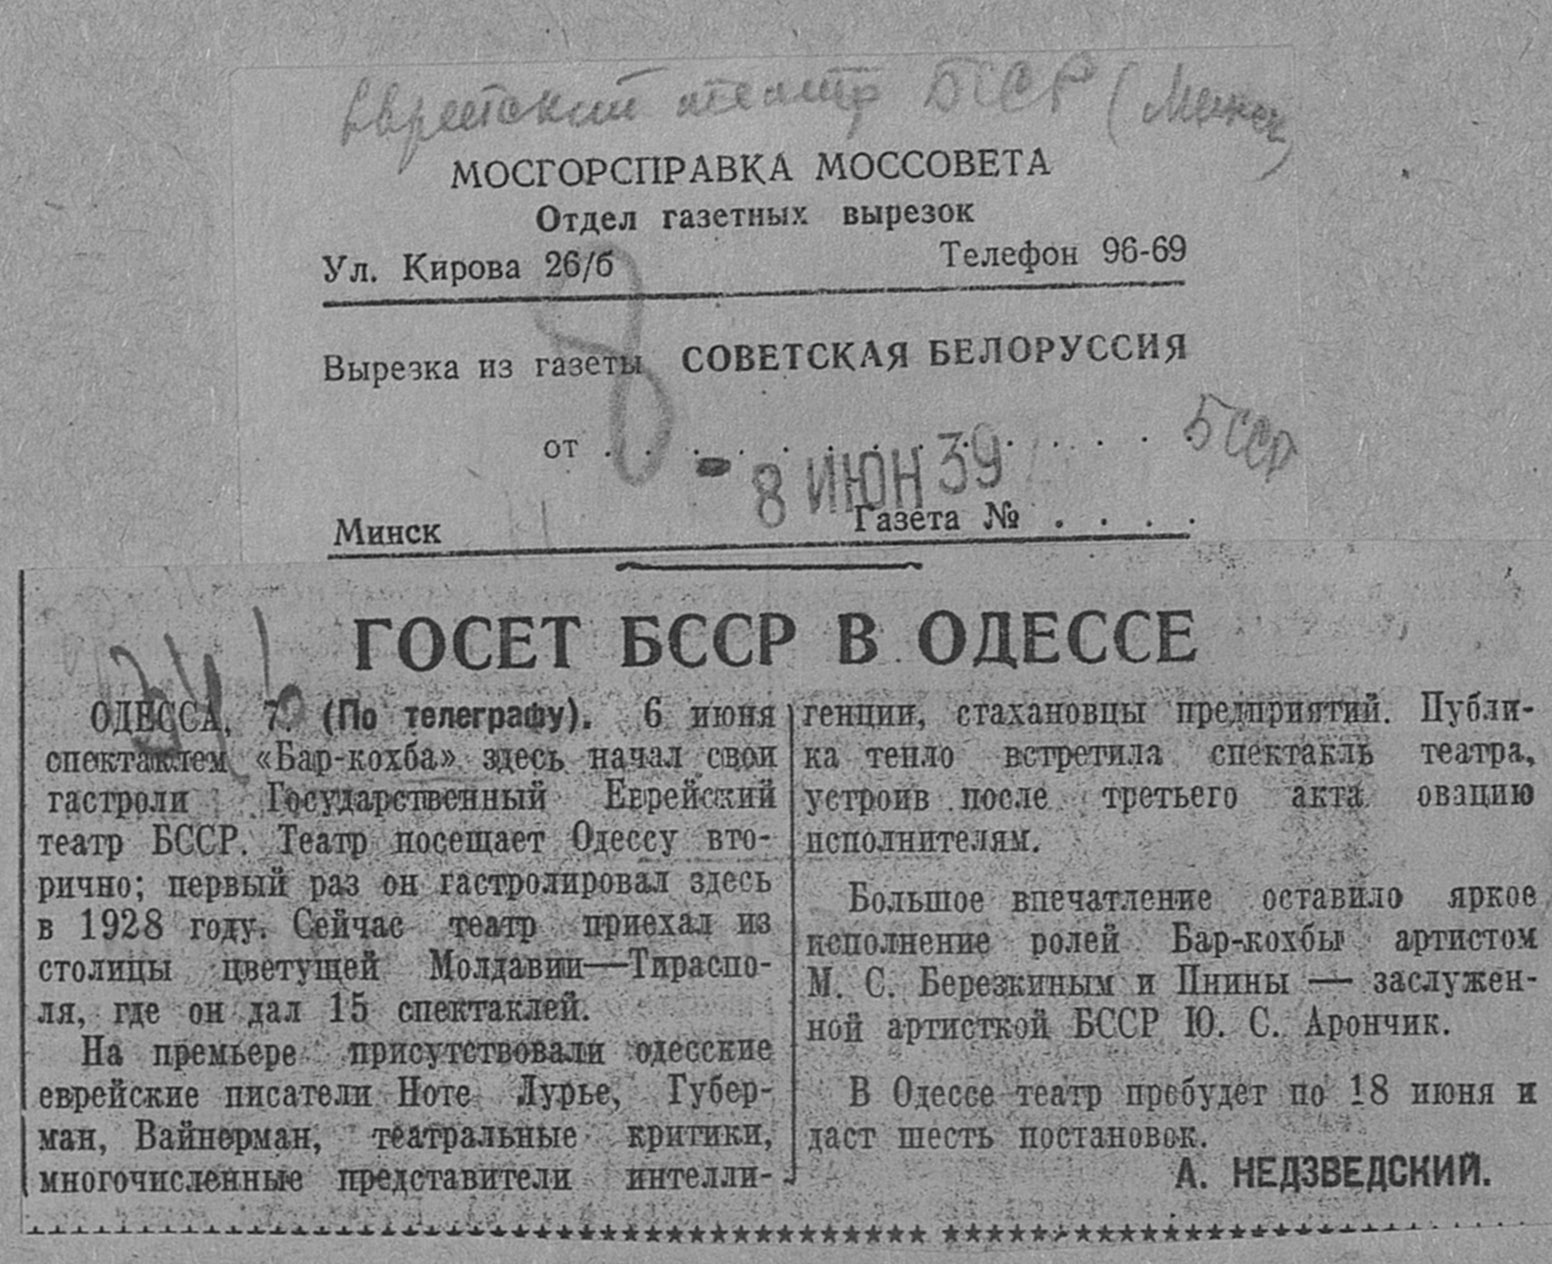 Еврейский театр БССР (Минск)
МОСГОРСПРАВКА МОССОВЕТА
Отдел газетных вырезок
Ул. Кирова 26/б Телефон 96-69
8
Вырезка из газеты СОВЕТСКАЯ БЕЛОРУССИЯ
от . . . . . . . . . . . . .
- 8 ИЮН 39
БССР
Минск Газета № . . . .
ГОСЕТ БССР В ОДЕССЕ
ОДЕССА, 7. (По телеграфу). 6 июня
спектаклем «Бар-кохба» здесь начал свои
гастроли Государственный Еврейский
театр БССР. Театр посещает Одессу вто-
рично; первый раз он гастролировал здесь
в 1928 году. Сейчас театр приехал из
столицы цветущей Молдавии—Тираспо-
ля, где он дал 15 спектаклей.
На премьере присутствовали одесские
еврейские писатели Ноте Лурье, Губер-
ман, Вайнерман, театральные критики,
многочисленные представители интелли-
генции, стахановцы предприятий. Публи-
ка тепло встретила спектакль театра,
устроив после третьего акта овацию
исполнителям.
Большое впечатление оставило яркое
исполнение ролей Бар-кохбы артистом
М. С. Березкиным и Пнины — заслужен-
ной артисткой БССР Ю. С. Арончик.
В Одессе театр пробудет по 18 июня и
даст шесть постановок.
А. НЕДЗВЕДСКИЙ.